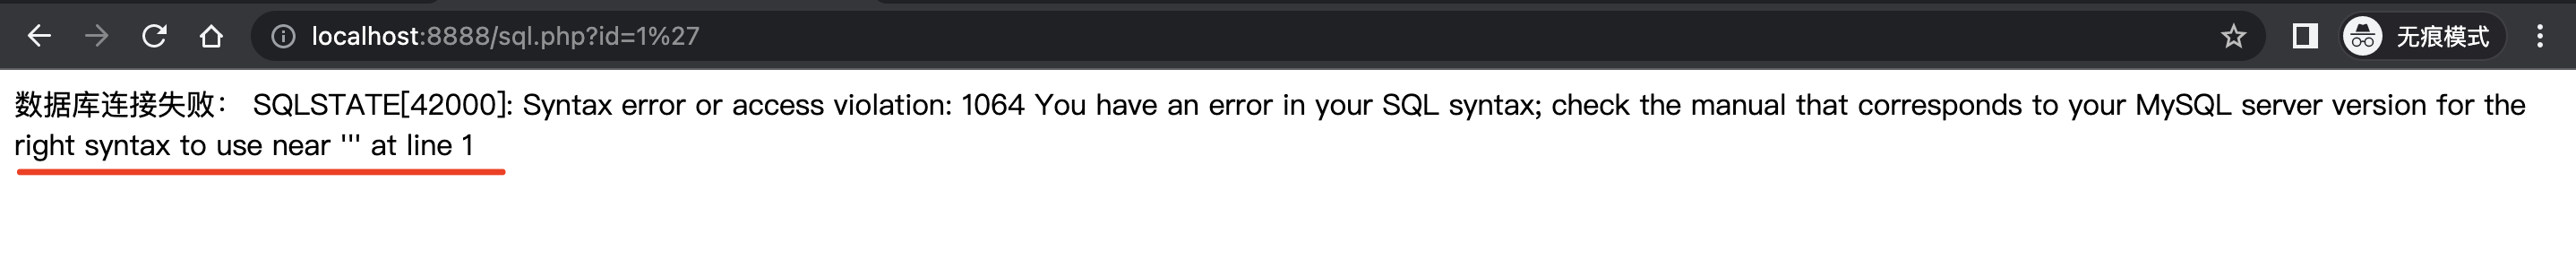 localhost:8888/sql.php?id=1%27
无痕模式
数据库连接失败： SQLSTATE[42000]: Syntax error or access violation: 1064 You have an error in your SQL syntax; check the manual that corresponds to your MySQL server version for the
right syntax to use near ''' at line 1